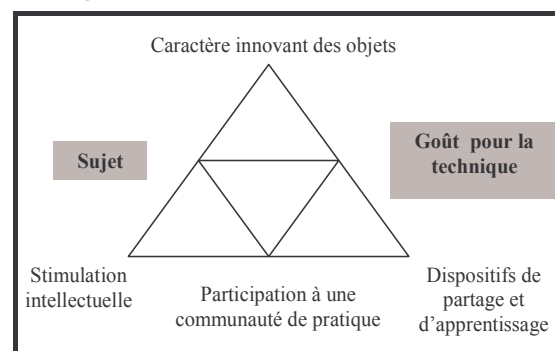 Caractère innovant des objets
Sujet
Goût pour la
technique
Stimulation
intellectuelle
Participation à une
communauté de pratique
Dispositifs de
partage et
d'apprentissage